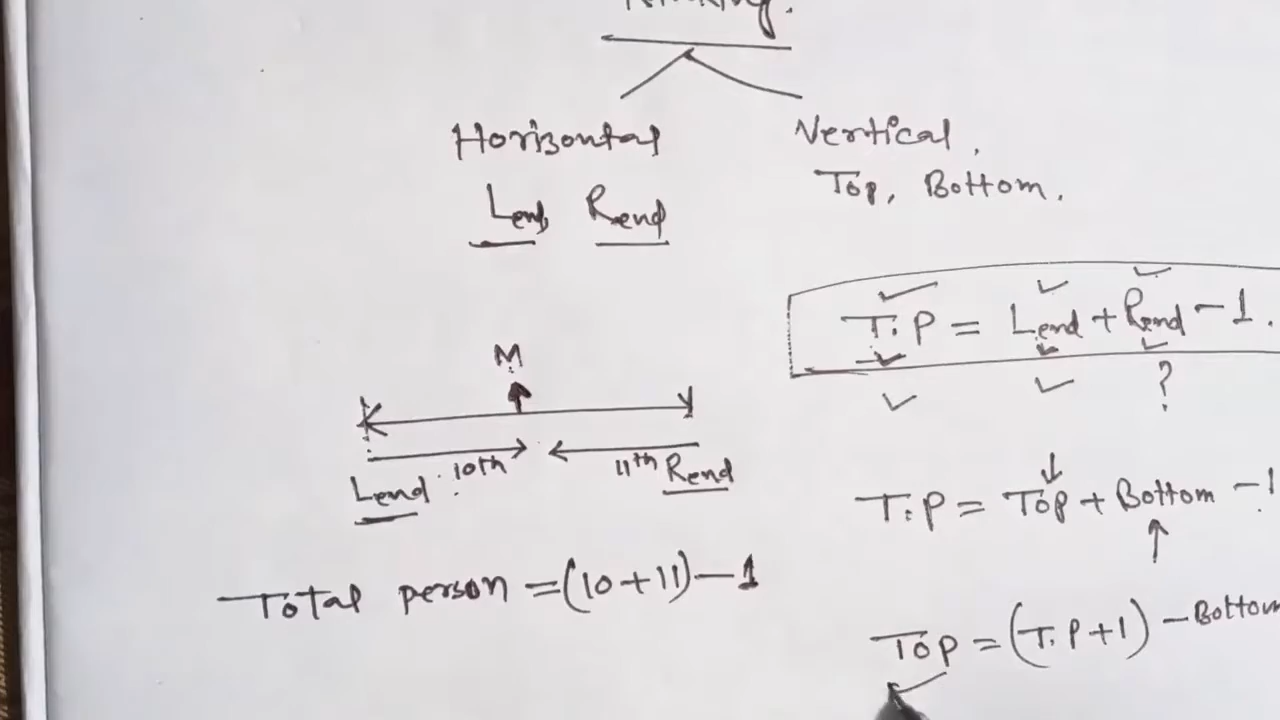 Ranking.
Horizontal
Lend, Rend
Vertical,
Top, Bottom.
T.P = Lend + Rend - 1.
?
M
10th
11th
Lend
Rend
Total person = (10 + 11) - 1
T.P = Top + Bottom - 1
Top = (T.P + 1) - Bottom